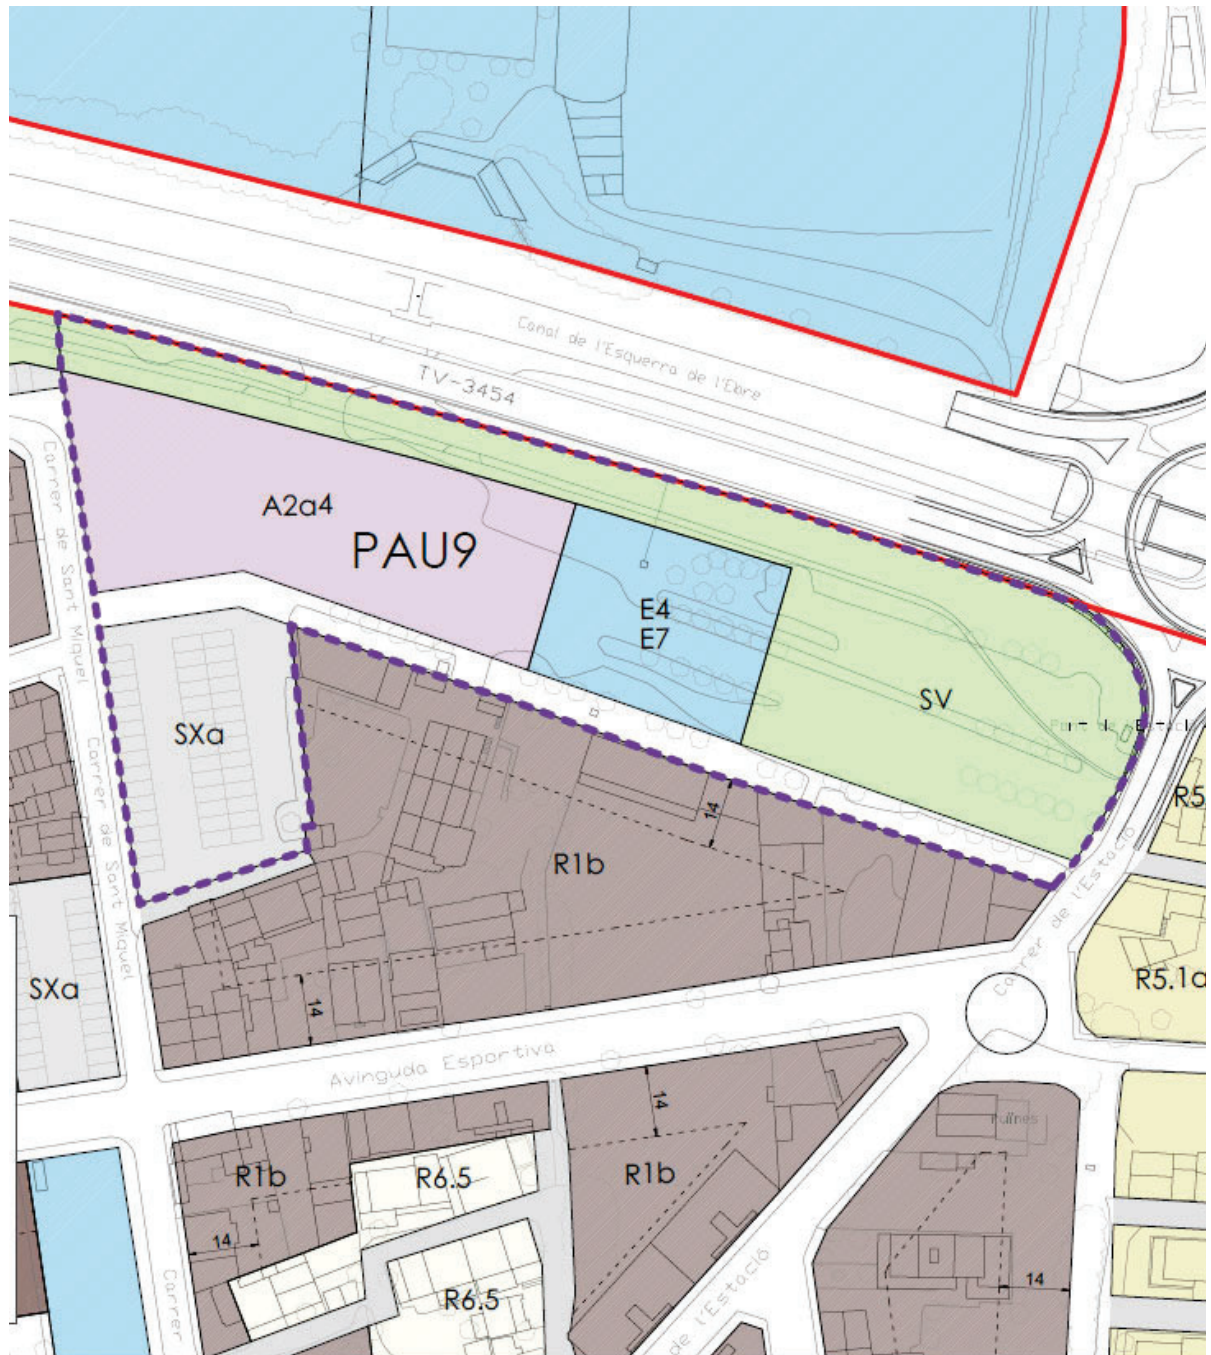 Canal de l'Esquerra de l'Ebre
TV-3454
A2a4
PAU9
Carrer de Sant Miquel
E4
E7
SV
SXa
R5
14
R1b
Carrer de Sant Miquel
Carrer de l'Estació
SXa
R5.1a
14
Avinguda Esportiva
14
Ruïnes
R1b
R6.5
R1b
14
14
R6.5
Carrer
de l'Estació